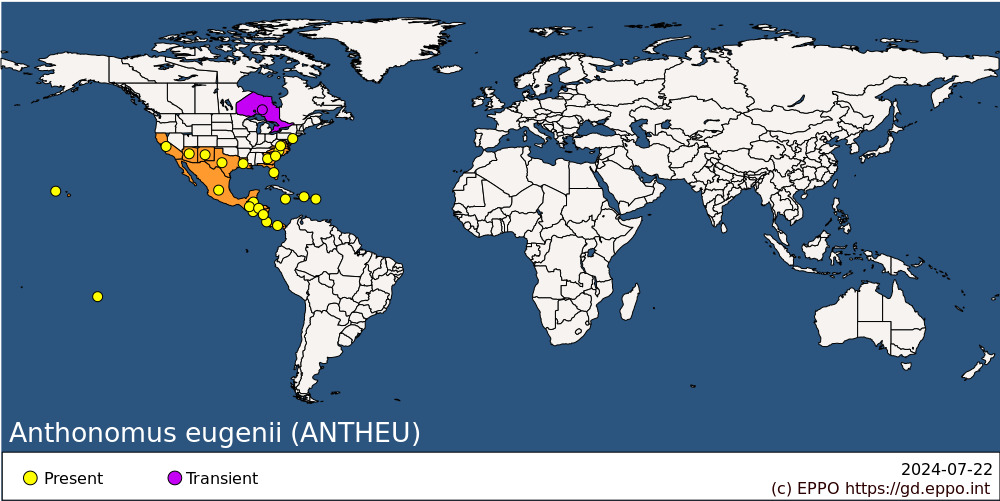 Anthonomus eugenii (ANTHEU)
Present
Transient
2024-07-22
(c) EPPO https://gd.eppo.int